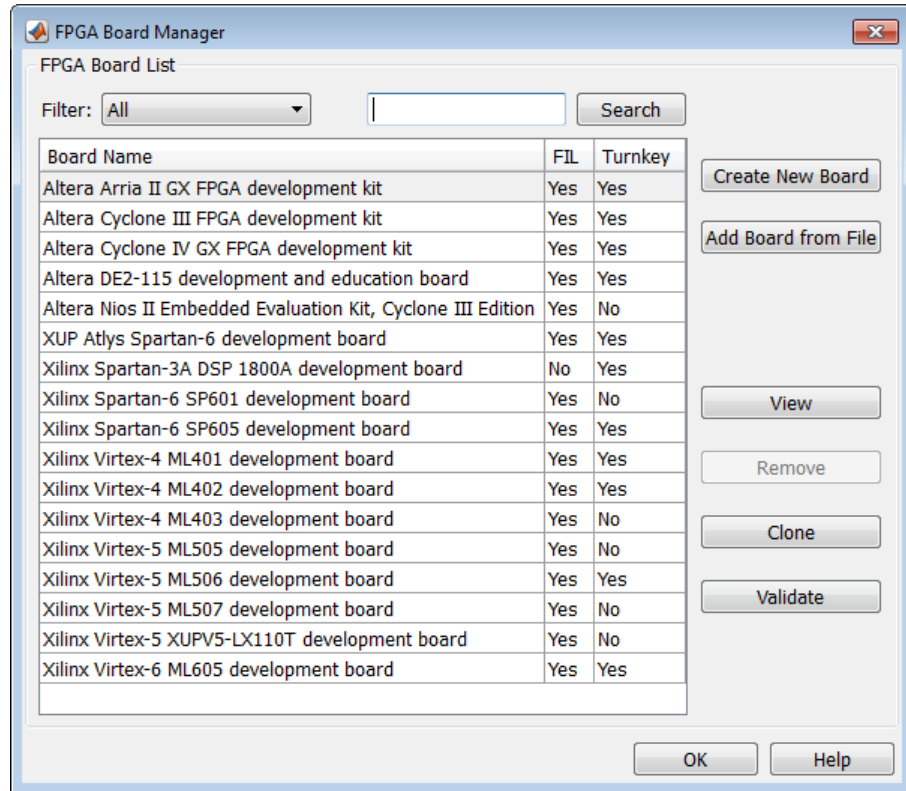 FPGA Board Manager
FPGA Board List
Filter: All Search
Board Name FIL Turnkey
Altera Arria II GX FPGA development kit Yes Yes
Altera Cyclone III FPGA development kit Yes Yes
Altera Cyclone IV GX FPGA development kit Yes Yes
Altera DE2-115 development and education board Yes Yes
Altera Nios II Embedded Evaluation Kit, Cyclone III Edition Yes No
XUP Atlys Spartan-6 development board Yes Yes
Xilinx Spartan-3A DSP 1800A development board No Yes
Xilinx Spartan-6 SP601 development board Yes No
Xilinx Spartan-6 SP605 development board Yes Yes
Xilinx Virtex-4 ML401 development board Yes Yes
Xilinx Virtex-4 ML402 development board Yes Yes
Xilinx Virtex-4 ML403 development board Yes No
Xilinx Virtex-5 ML505 development board Yes No
Xilinx Virtex-5 ML506 development board Yes Yes
Xilinx Virtex-5 ML507 development board Yes No
Xilinx Virtex-5 XUPV5-LX110T development board Yes No
Xilinx Virtex-6 ML605 development board Yes Yes
Create New Board
Add Board from File
View
Remove
Clone
Validate
OK Help